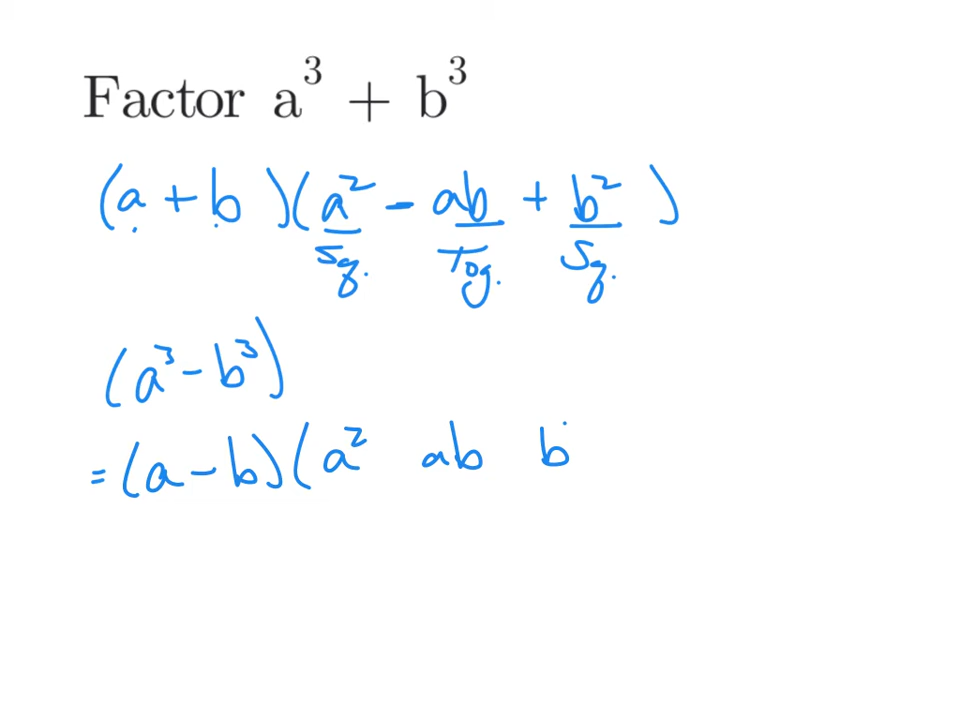 Factor a³ + b³
(a + b)(a² - ab + b²)
Sq. Tog. Sq.
(a³ - b³)
= (a - b)(a² ab b